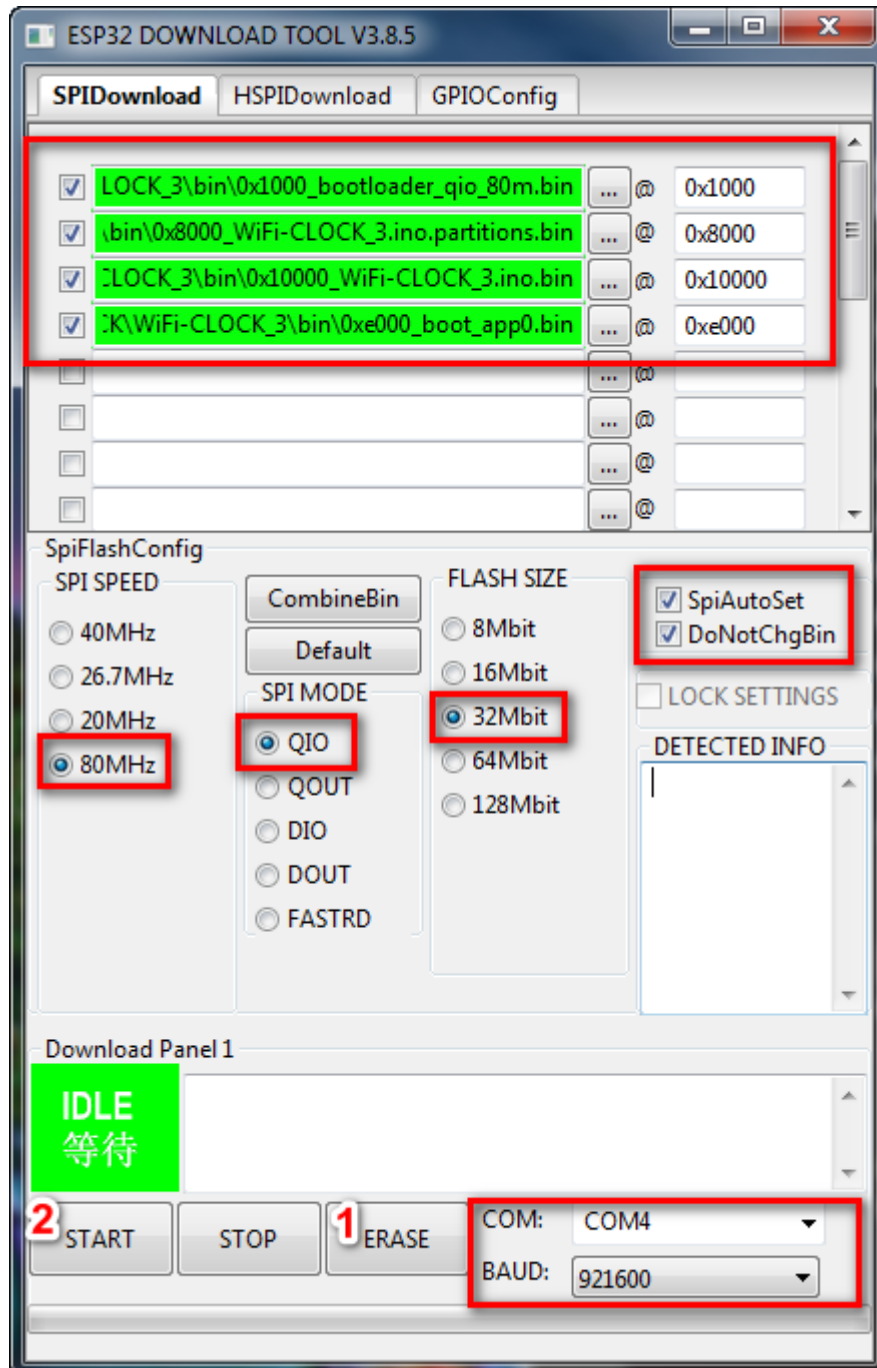 ESP32 DOWNLOAD TOOL V3.8.5
SPIDownload HSPIDownload GPIOConfig
LOCK_3\bin\0x1000_bootloader_qio_80m.bin ... @ 0x1000
\bin\0x8000_WiFi-CLOCK_3.ino.partitions.bin ... @ 0x8000
CLOCK_3\bin\0x10000_WiFi-CLOCK_3.ino.bin ... @ 0x10000
CK\WiFi-CLOCK_3\bin\0xe000_boot_app0.bin ... @ 0xe000
... @
... @
... @
... @
SpiFlashConfig
SPI SPEED
40MHz
26.7MHz
20MHz
80MHz
CombineBin
Default
SPI MODE
QIO
QOUT
DIO
DOUT
FASTRD
FLASH SIZE
8Mbit
16Mbit
32Mbit
64Mbit
128Mbit
SpiAutoSet
DoNotChgBin
LOCK SETTINGS
DETECTED INFO
Download Panel 1
IDLE
等待
2 START STOP 1 ERASE
COM: COM4
BAUD: 921600